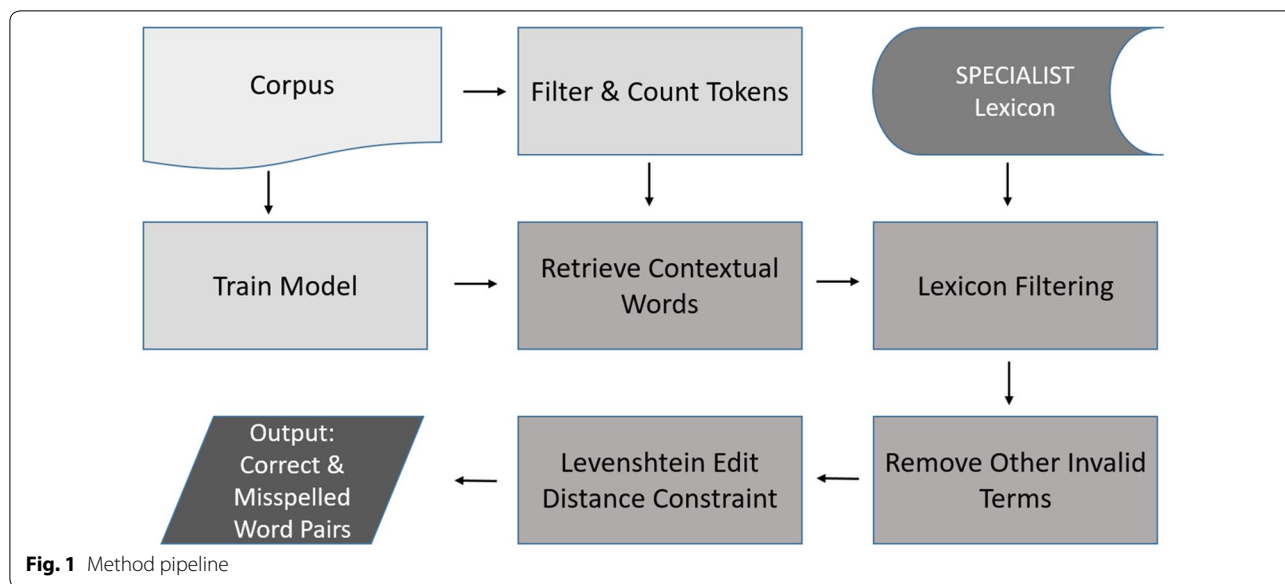 Corpus
Filter & Count Tokens
SPECIALIST
Lexicon
Train Model
Retrieve Contextual
Words
Lexicon Filtering
Output:
Correct &
Misspelled
Word Pairs
Levenshtein Edit
Distance Constraint
Remove Other Invalid
Terms
Fig. 1 Method pipeline